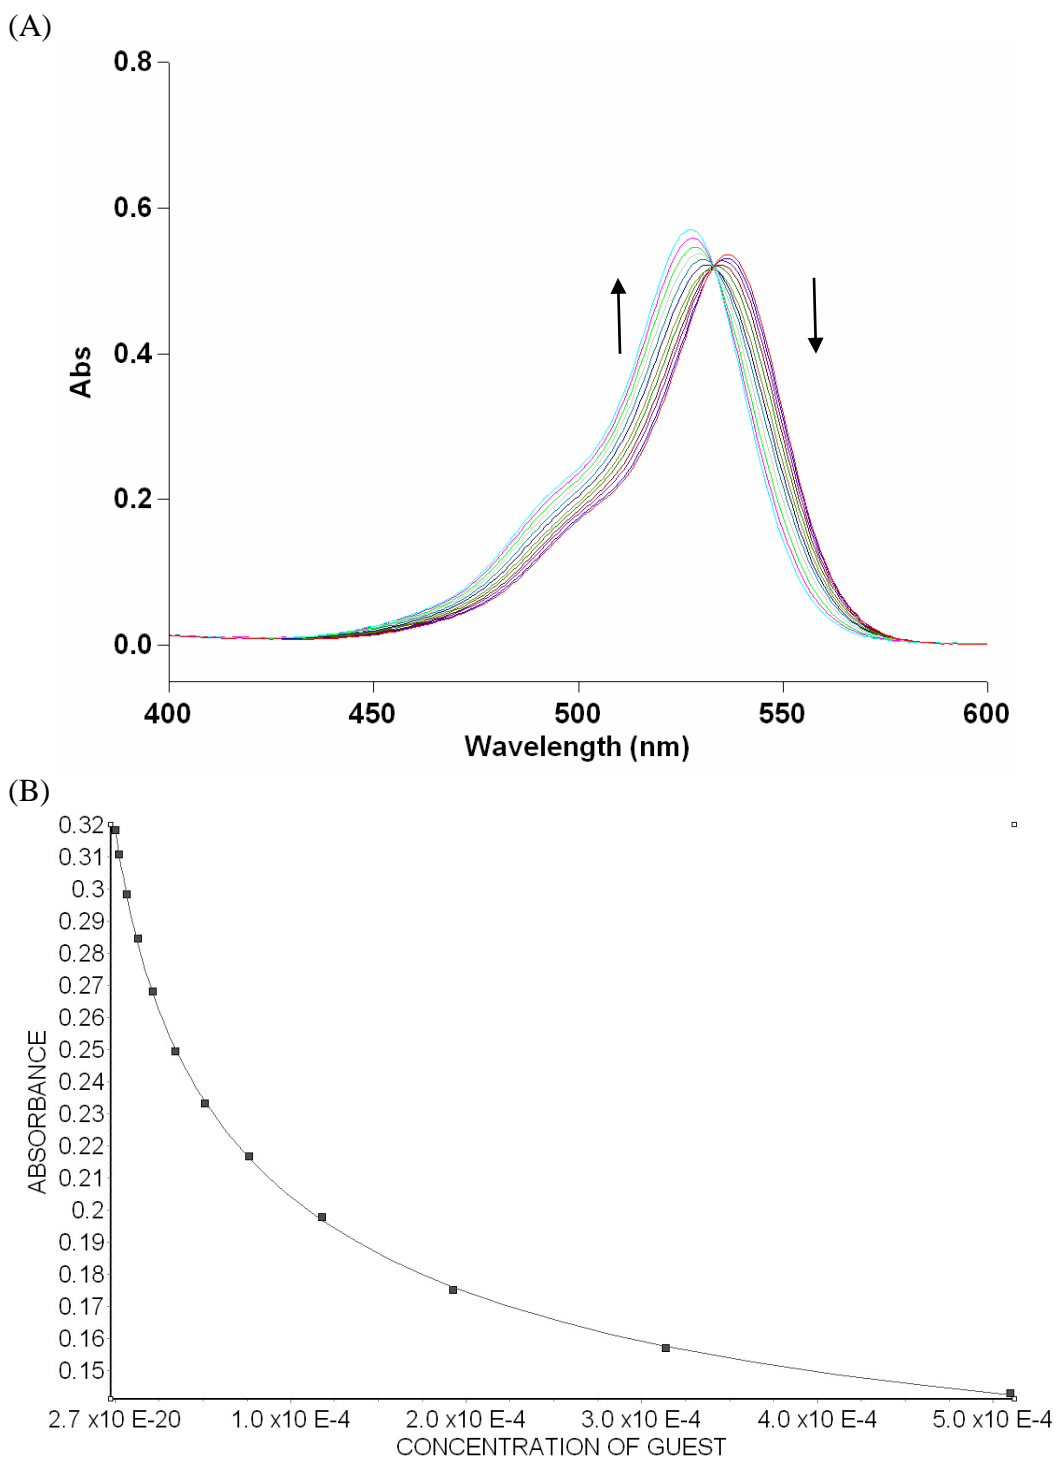 (A)
0.8
0.6
0.4
0.2
0.0
Abs
400 450 500 550 600
Wavelength (nm)
(B)
0.32
0.31
0.3
0.29
0.28
0.27
0.26
0.25
0.24
0.23
0.22
0.21
0.2
0.19
0.18
0.17
0.16
0.15
ABSORBANCE
2.7 x10 E-20 1.0 x10 E-4 2.0 x10 E-4 3.0 x10 E-4 4.0 x10 E-4 5.0 x10 E-4
CONCENTRATION OF GUEST